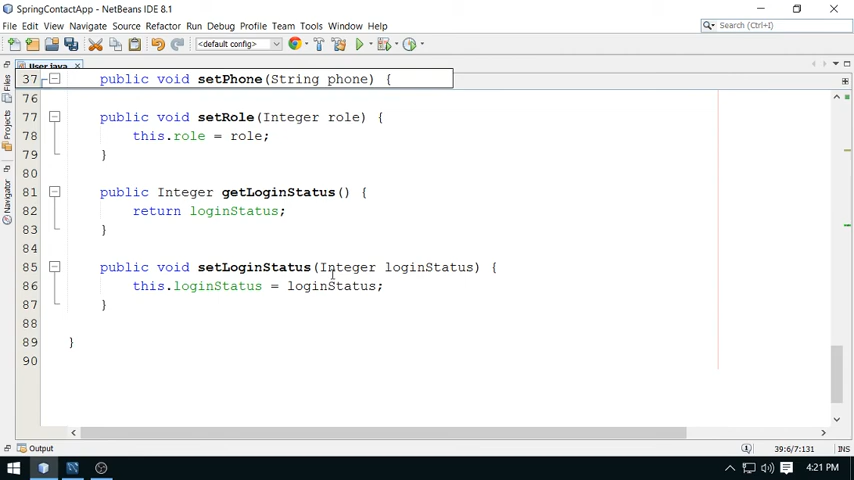 SpringContactApp - NetBeans IDE 8.1
File Edit View Navigate Source Refactor Run Debug Profile Team Tools Window Help
Search (Ctrl+I)
<default config>
User.java
37 public void setPhone(String phone) {
76
77 public void setRole(Integer role) {
78 this.role = role;
79 }
80
81 public Integer getLoginStatus() {
82 return loginStatus;
83 }
84
85 public void setLoginStatus(Integer loginStatus) {
86 this.loginStatus = loginStatus;
87 }
88
89 }
90
Files
Projects
Navigator
Output
39:6/7:131 INS
4:21 PM